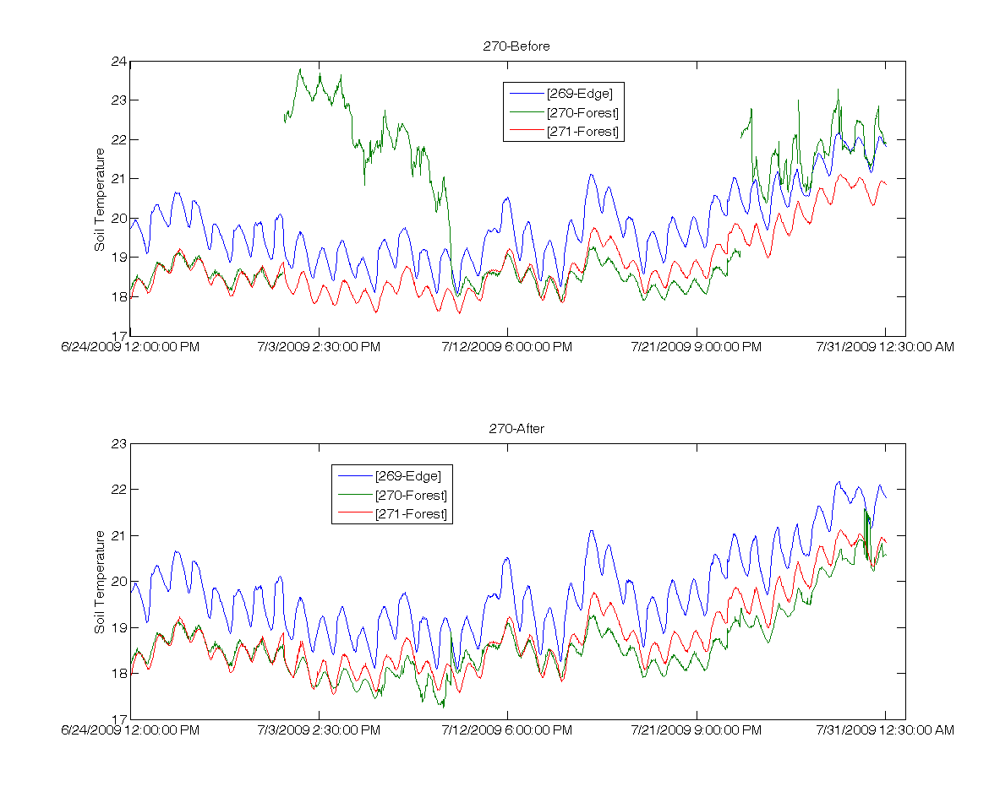 270-Before
24
23
22
21
20
19
18
17
Soil Temperature
[269-Edge]
[270-Forest]
[271-Forest]
6/24/2009 12:00:00 PM
7/3/2009 2:30:00 PM
7/12/2009 6:00:00 PM
7/21/2009 9:00:00 PM
7/31/2009 12:30:00 AM
270-After
23
22
21
20
19
18
17
Soil Temperature
[269-Edge]
[270-Forest]
[271-Forest]
6/24/2009 12:00:00 PM
7/3/2009 2:30:00 PM
7/12/2009 6:00:00 PM
7/21/2009 9:00:00 PM
7/31/2009 12:30:00 AM